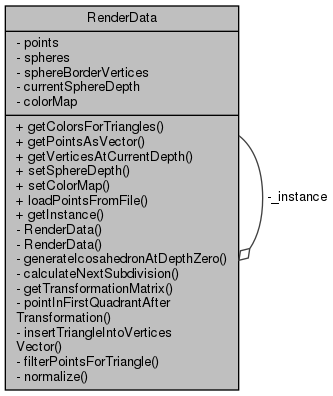 RenderData
- points
- spheres
- sphereBorderVertices
- currentSphereDepth
- colorMap
+ getColorsForTriangles()
+ getPointsAsVector()
+ getVerticesAtCurrentDepth()
+ setSphereDepth()
+ setColorMap()
+ loadPointsFromFile()
+ getInstance()
- RenderData()
- RenderData()
- generateIcosahedronAtDepthZero()
- calculateNextSubdivision()
- getTransformationMatrix()
- pointInFirstQuadrantAfter
Transformation()
- insertTriangleIntoVertices
Vector()
- filterPointsForTriangle()
- normalize()
-_instance